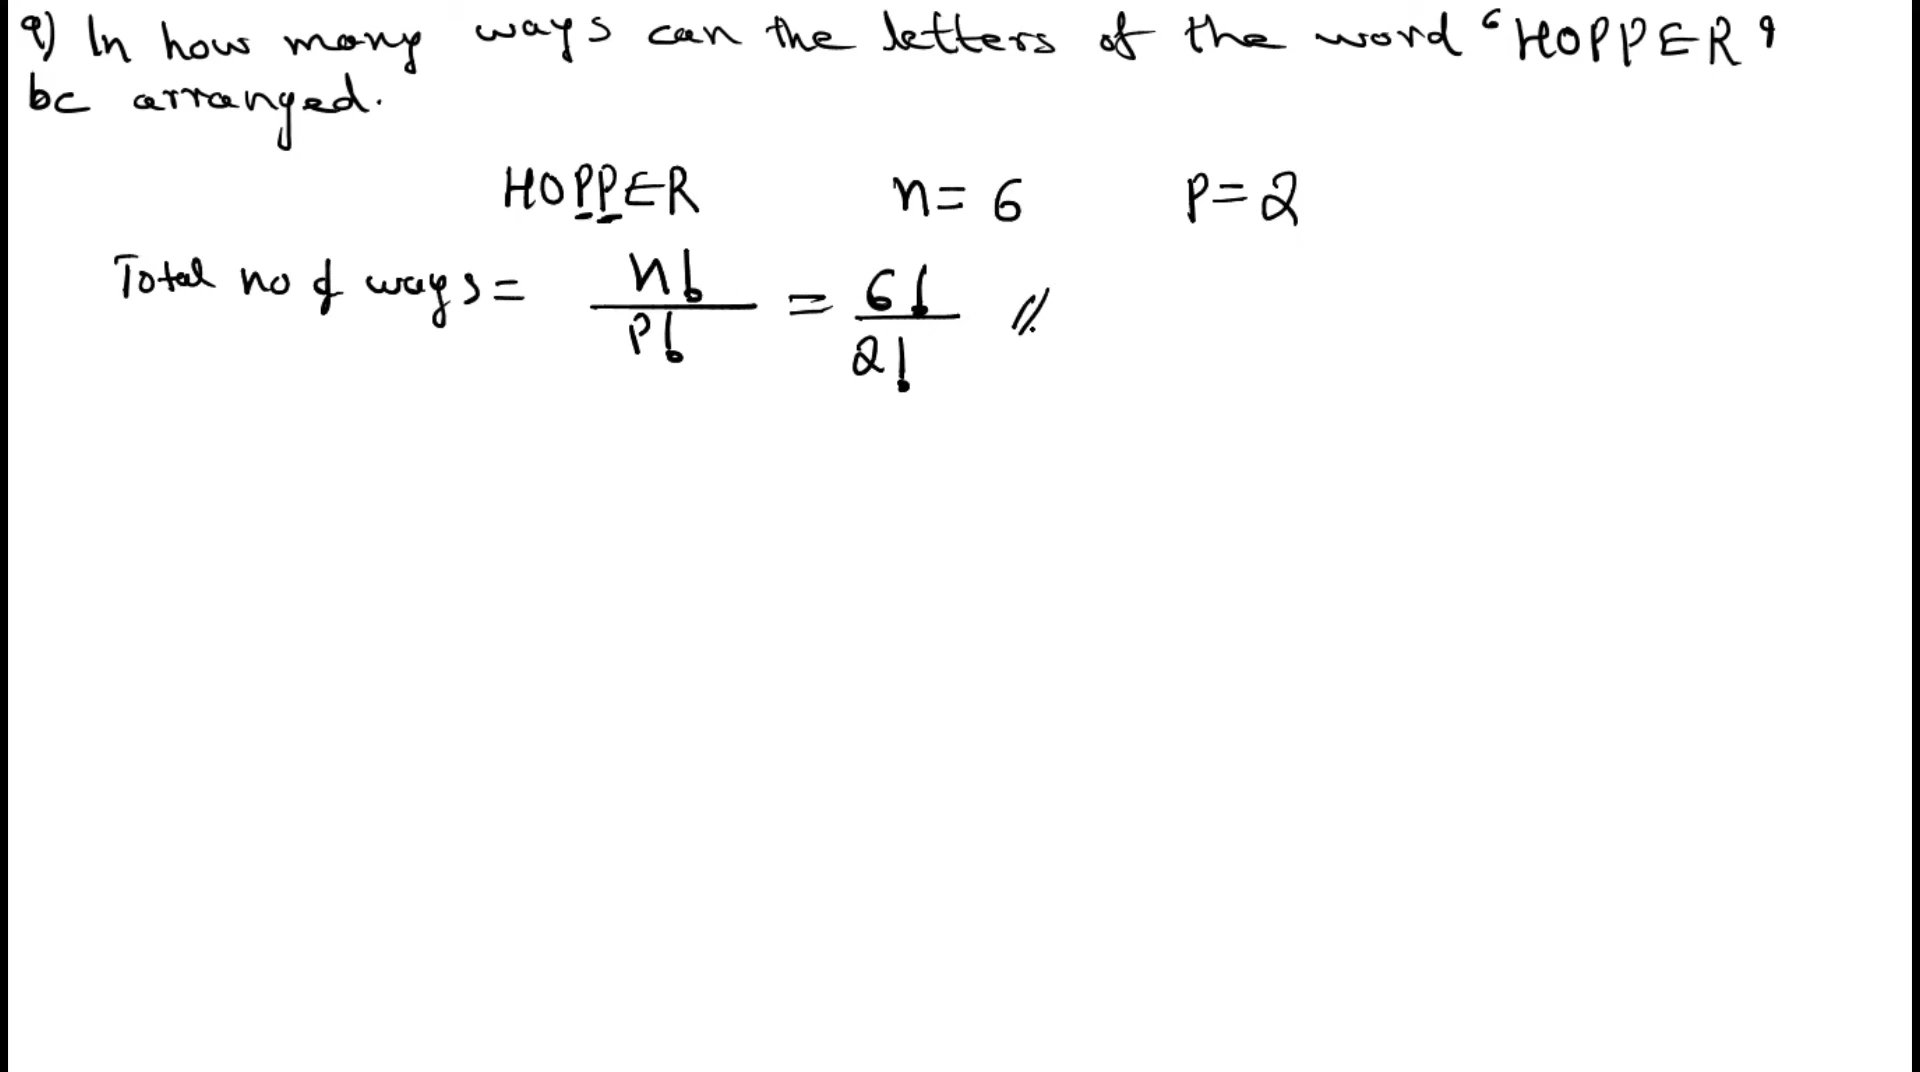 Q) In how many ways can the letters of the word ‘HOPPER’
be arranged.
HOPPER n = 6 P = 2
Total no of ways = n! / P! = 6! / 2! //.